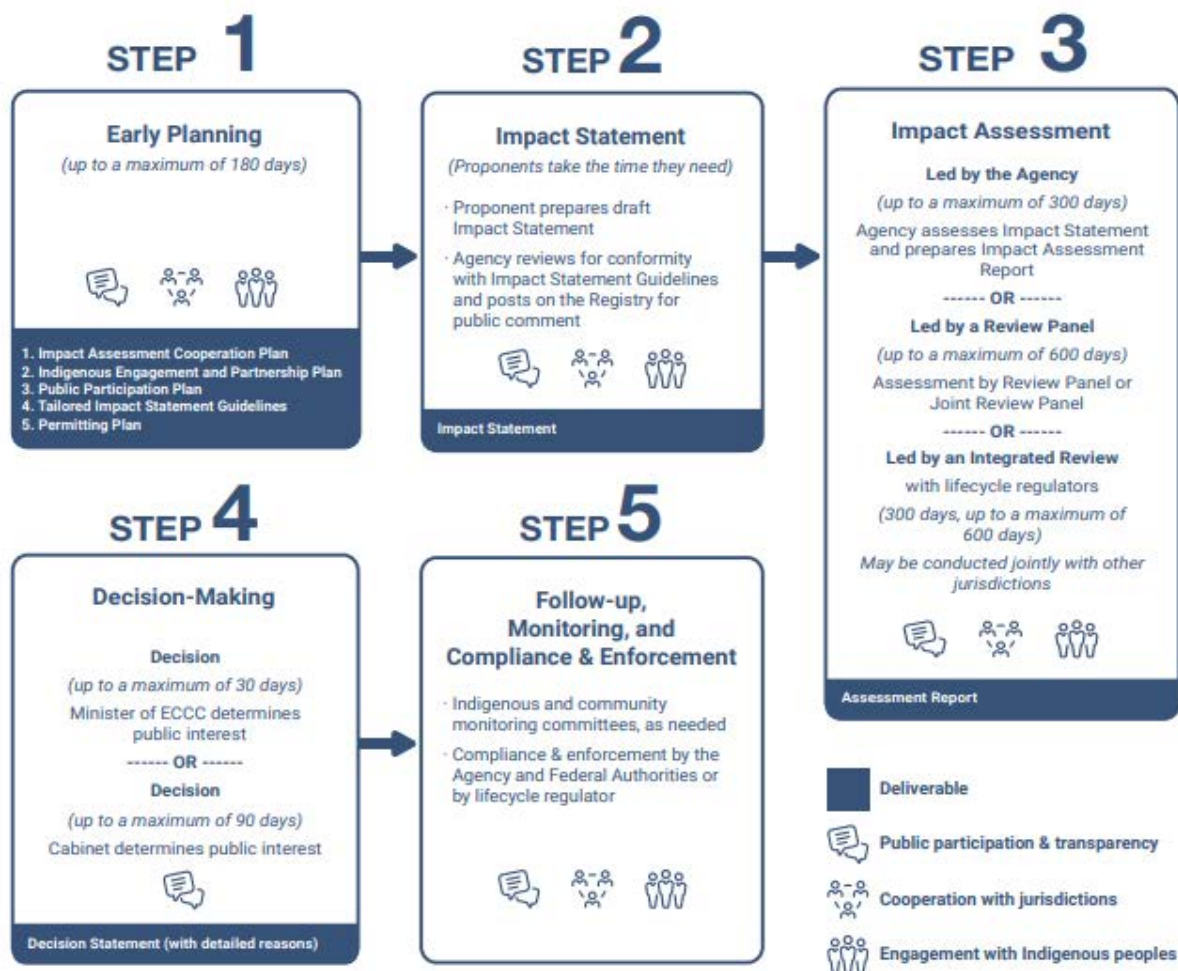 STEP 1
Early Planning
(up to a maximum of 180 days)
1. Impact Assessment Cooperation Plan
2. Indigenous Engagement and Partnership Plan
3. Public Participation Plan
4. Tailored Impact Statement Guidelines
5. Permitting Plan
STEP 2
Impact Statement
(Proponents take the time they need)
· Proponent prepares draft
Impact Statement
· Agency reviews for conformity
with Impact Statement Guidelines
and posts on the Registry for
public comment
Impact Statement
STEP 3
Impact Assessment
Led by the Agency
(up to a maximum of 300 days)
Agency assesses Impact Statement
and prepares Impact Assessment
Report
------ OR ------
Led by a Review Panel
(up to a maximum of 600 days)
Assessment by Review Panel or
Joint Review Panel
------ OR ------
Led by an Integrated Review
with lifecycle regulators
(300 days, up to a maximum of
600 days)
May be conducted jointly with other
jurisdictions
Assessment Report
STEP 4
Decision-Making
Decision
(up to a maximum of 30 days)
Minister of ECCC determines
public interest
------ OR ------
Decision
(up to a maximum of 90 days)
Cabinet determines public interest
Decision Statement (with detailed reasons)
STEP 5
Follow-up,
Monitoring, and
Compliance & Enforcement
· Indigenous and community
monitoring committees, as needed
· Compliance & enforcement by the
Agency and Federal Authorities or
by lifecycle regulator
Deliverable
Public participation & transparency
Cooperation with jurisdictions
Engagement with Indigenous peoples